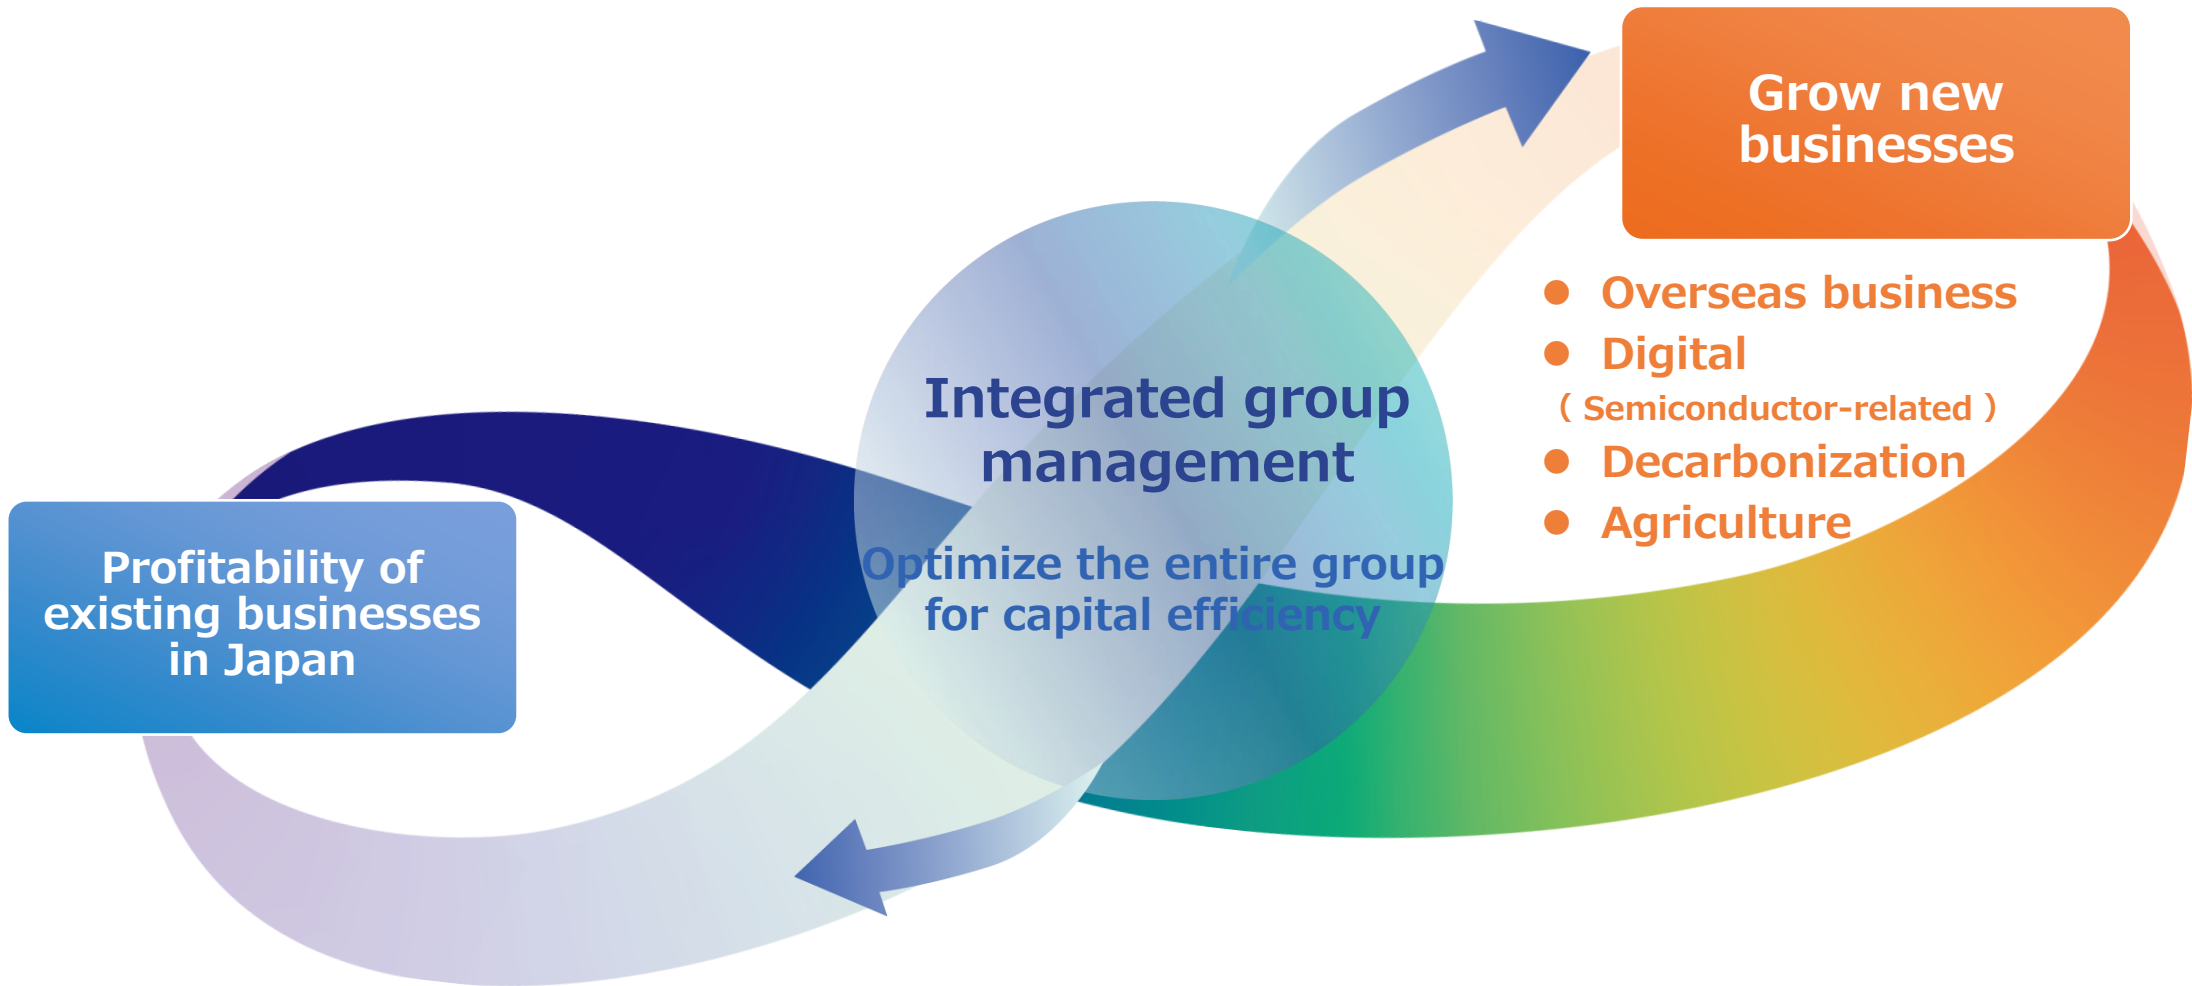 Grow new
businesses
● Overseas business
● Digital
( Semiconductor-related )
● Decarbonization
● Agriculture
Integrated group
management
Optimize the entire group
for capital efficiency
Profitability of
existing businesses
in Japan